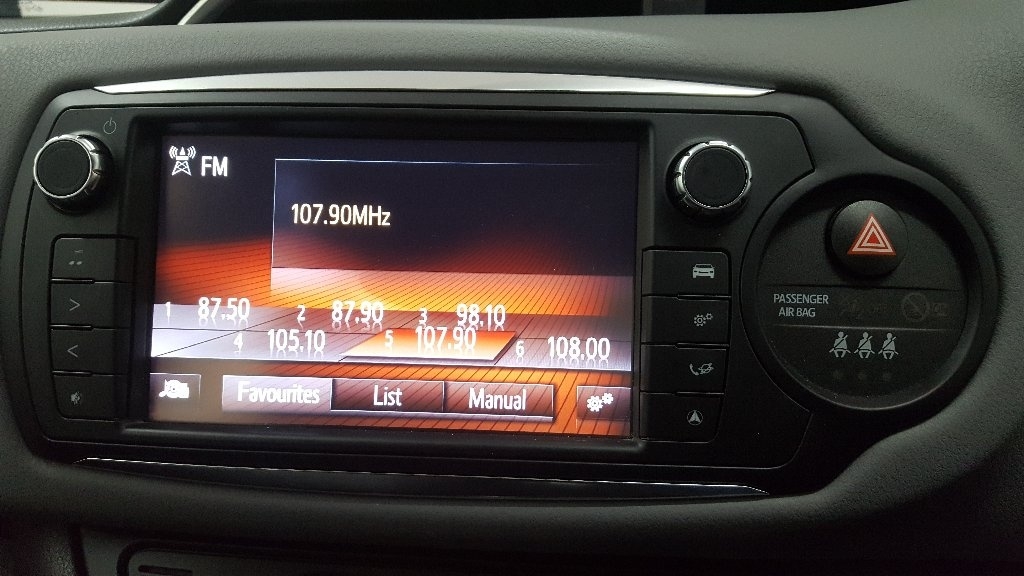 FM
107.90MHz
1 87.50 2 87.90 3 98.10
4 105.10 5 107.90 6 108.00
Favourites List Manual
PASSENGER
AIR BAG